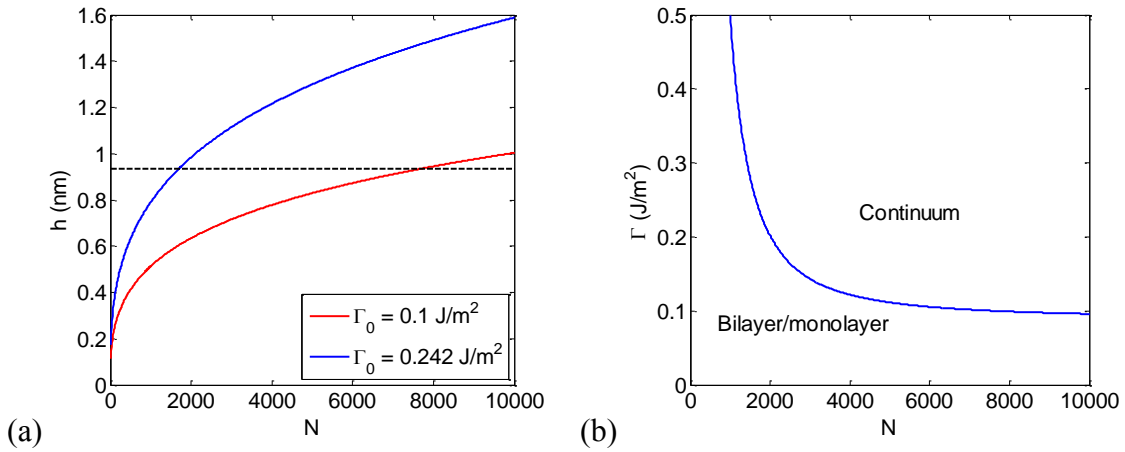 1.6
1.4
1.2
1
0.8
0.6
0.4
0.2
0
h (nm)
0 2000 4000 6000 8000 10000
N
Γ0 = 0.1 J/m2
Γ0 = 0.242 J/m2
(a)
0.5
0.4
0.3
0.2
0.1
0
Γ (J/m2)
0 2000 4000 6000 8000 10000
N
Continuum
Bilayer/monolayer
(b)